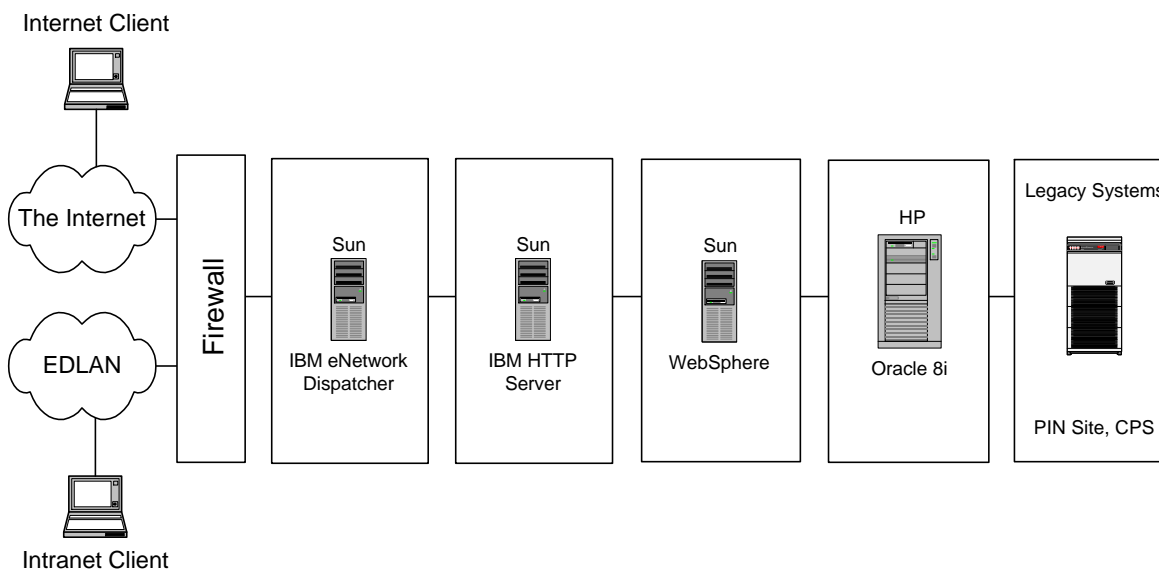 Internet Client
The Internet
EDLAN
Intranet Client
Firewall
Sun
IBM eNetwork
Dispatcher
Sun
IBM HTTP
Server
Sun
WebSphere
HP
Oracle 8i
Legacy Systems
PIN Site, CPS